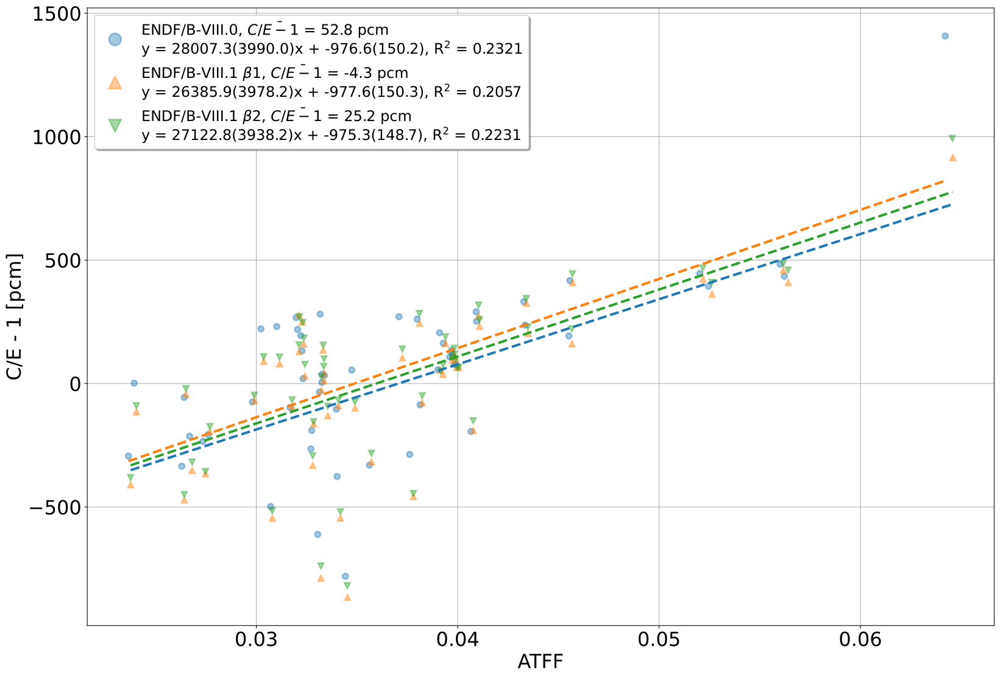 1500
1000
500
0
−500
C/E - 1 [pcm]
ENDF/B-VIII.0, C/E ‾− 1 = 52.8 pcm
y = 28007.3(3990.0)x + -976.6(150.2), R² = 0.2321
ENDF/B-VIII.1 β1, C/E ‾− 1 = -4.3 pcm
y = 26385.9(3978.2)x + -977.6(150.3), R² = 0.2057
ENDF/B-VIII.1 β2, C/E ‾− 1 = 25.2 pcm
y = 27122.8(3938.2)x + -975.3(148.7), R² = 0.2231
0.03 0.04 0.05 0.06
ATFF